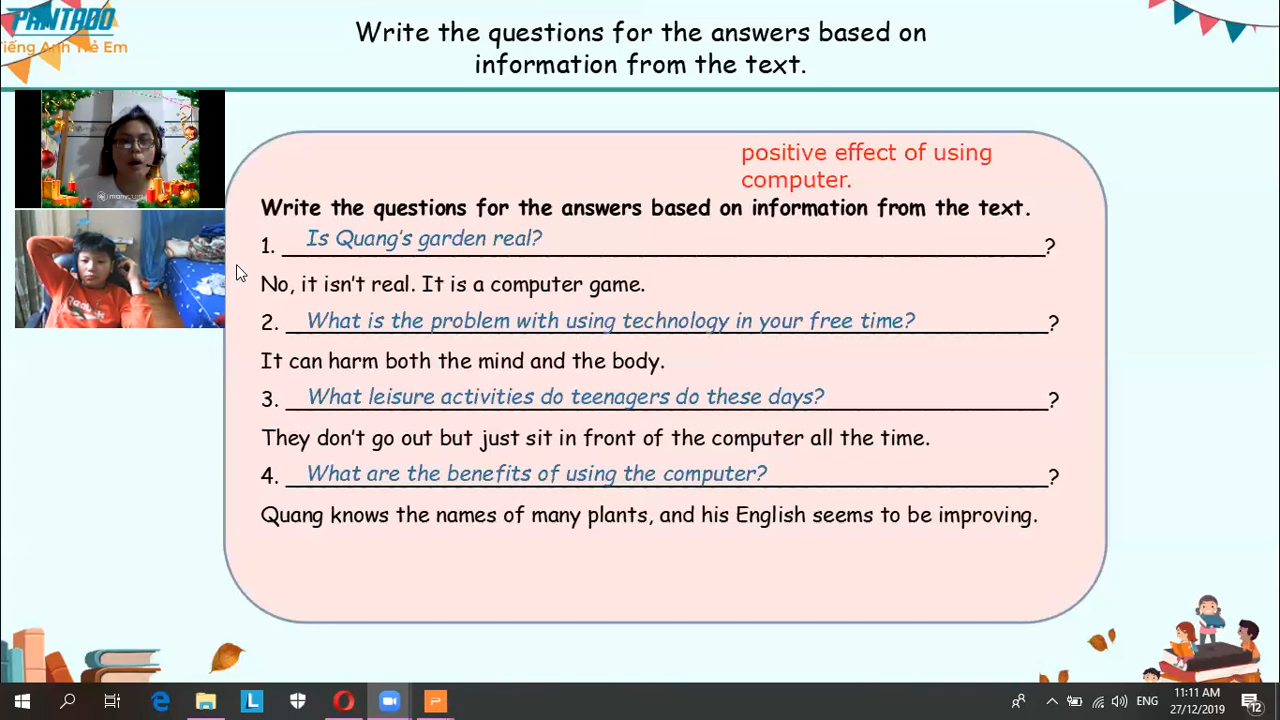 PANTADO
Tiếng Anh Trẻ Em
Write the questions for the answers based on
information from the text.
positive effect of using
computer.
Write the questions for the answers based on information from the text.
1. Is Quang's garden real? ?
No, it isn't real. It is a computer game.
2. What is the problem with using technology in your free time? ?
It can harm both the mind and the body.
3. What leisure activities do teenagers do these days? ?
They don't go out but just sit in front of the computer all the time.
4. What are the benefits of using the computer? ?
Quang knows the names of many plants, and his English seems to be improving.
ENG
11:11 AM
27/12/2019
12